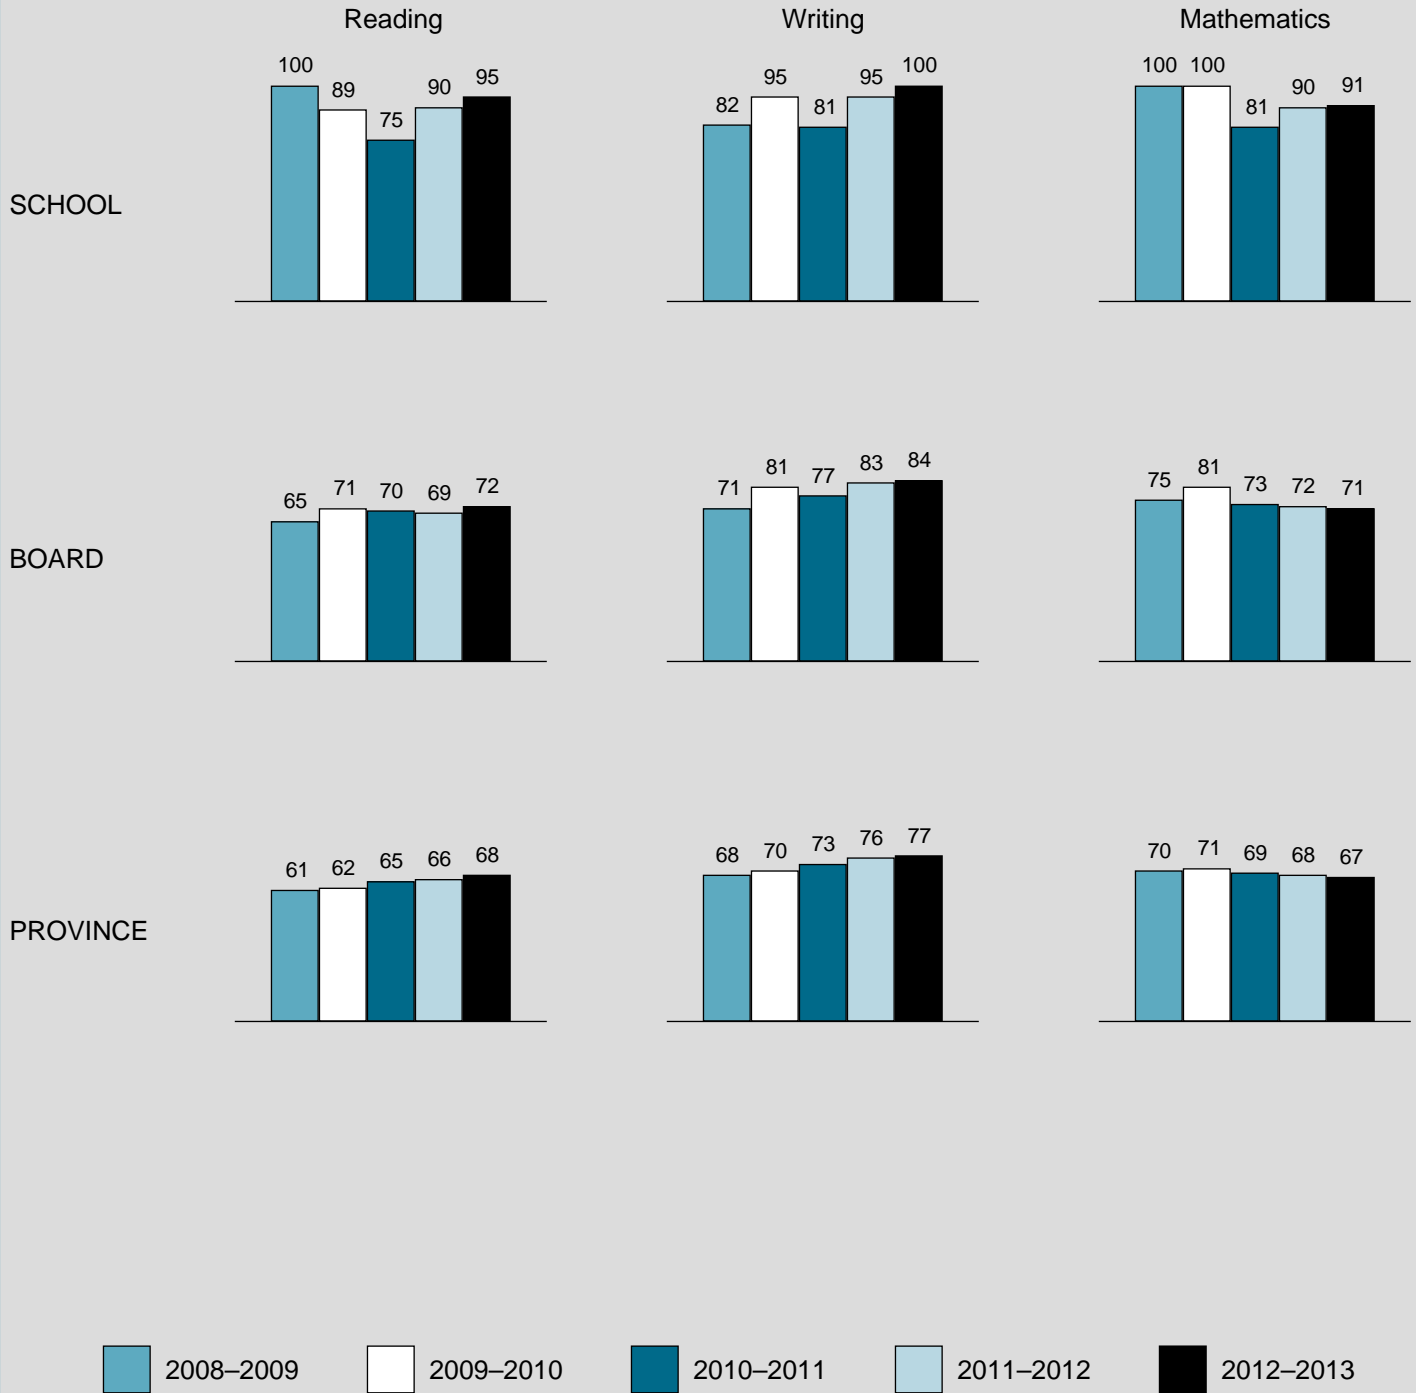 Reading Writing Mathematics
100 89 75 90 95 82 95 81 95 100 100 100 81 90 91
SCHOOL
65 71 70 69 72 71 81 77 83 84 75 81 73 72 71
BOARD
61 62 65 66 68 68 70 73 76 77 70 71 69 68 67
PROVINCE
2008–2009 2009–2010 2010–2011 2011–2012 2012–2013